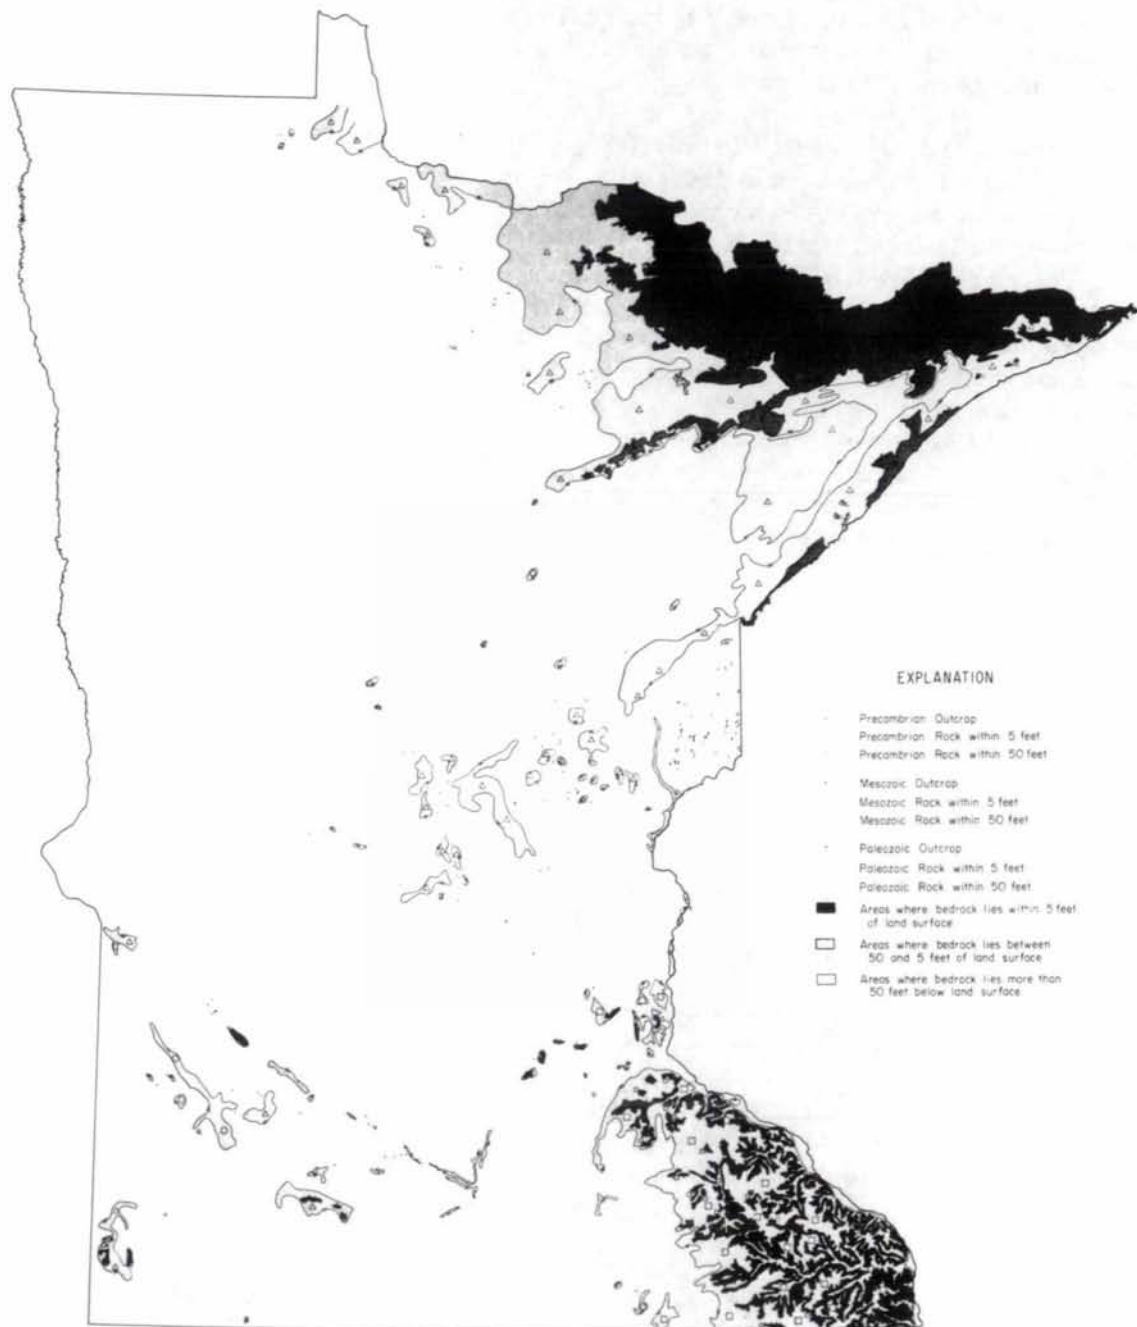 EXPLANATION
Precambrian Outcrop
Precambrian Rock within 5 feet
Precambrian Rock within 50 feet
Mesozoic Outcrop
Mesozoic Rock within 5 feet
Mesozoic Rock within 50 feet
Paleozoic Outcrop
Paleozoic Rock within 5 feet
Paleozoic Rock within 50 feet
Areas where bedrock lies within 5 feet
of land surface
Areas where bedrock lies between
50 and 5 feet of land surface
Areas where bedrock lies more than
50 feet below land surface